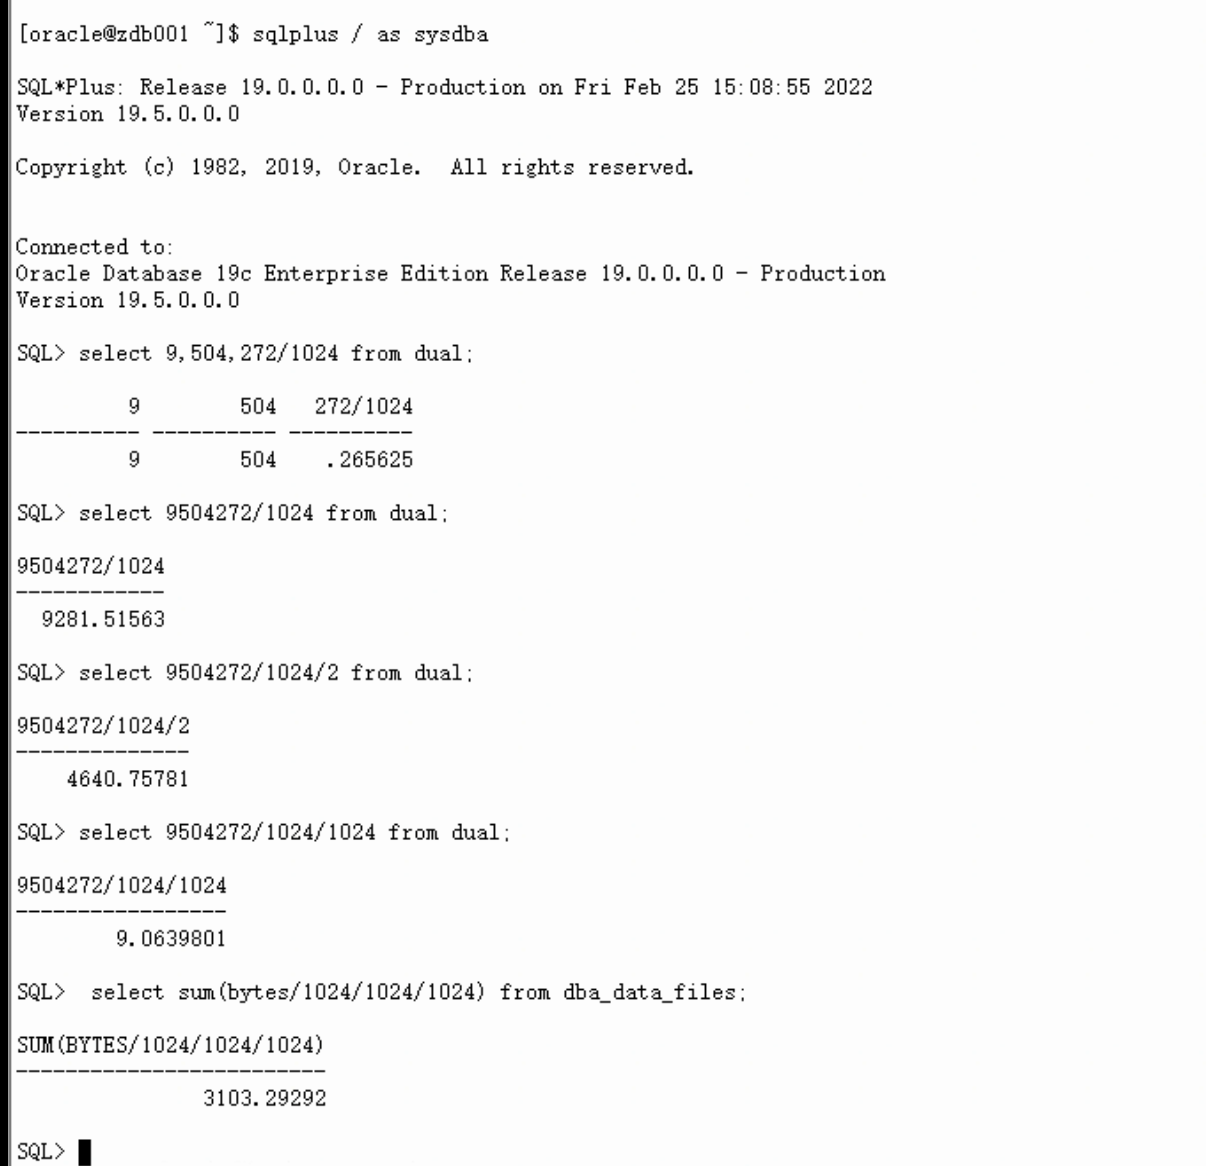 [oracle@zdb001 ~]$ sqlplus / as sysdba
SQL*Plus: Release 19.0.0.0.0 - Production on Fri Feb 25 15:08:55 2022
Version 19.5.0.0.0
Copyright (c) 1982, 2019, Oracle.  All rights reserved.
Connected to:
Oracle Database 19c Enterprise Edition Release 19.0.0.0.0 - Production
Version 19.5.0.0.0
SQL> select 9,504,272/1024 from dual;
         9        504   272/1024
---------- ---------- ----------
         9        504    .265625
SQL> select 9504272/1024 from dual;
9504272/1024
------------
  9281.51563
SQL> select 9504272/1024/2 from dual;
9504272/1024/2
--------------
    4640.75781
SQL> select 9504272/1024/1024 from dual;
9504272/1024/1024
-----------------
        9.0639801
SQL>  select sum(bytes/1024/1024/1024) from dba_data_files;
SUM(BYTES/1024/1024/1024)
-------------------------
               3103.29292
SQL>